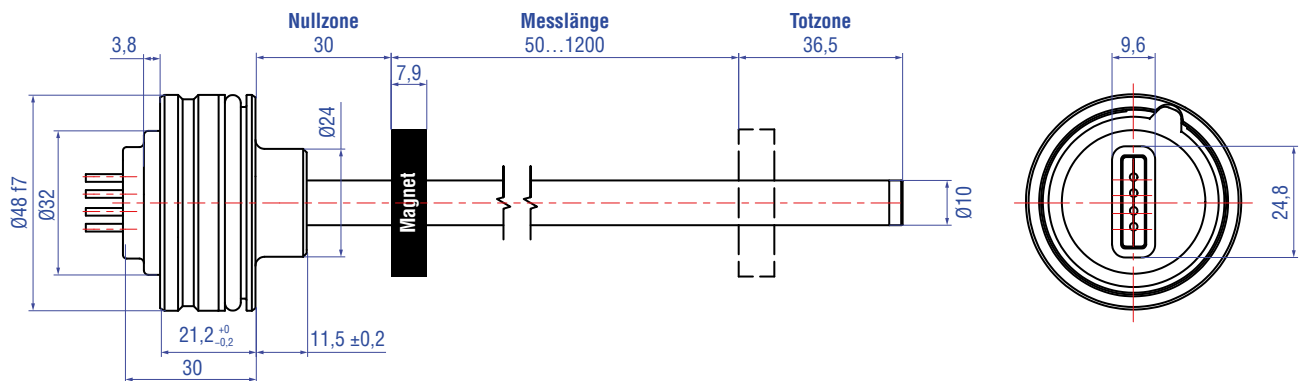 Nullzone
Messlänge
Totzone
3,8
30
50…1200
36,5
9,6
7,9
Ø48 f7
Ø32
Ø24
Magnet
Ø10
24,8
21,2 +0 -0,2
11,5 ±0,2
30